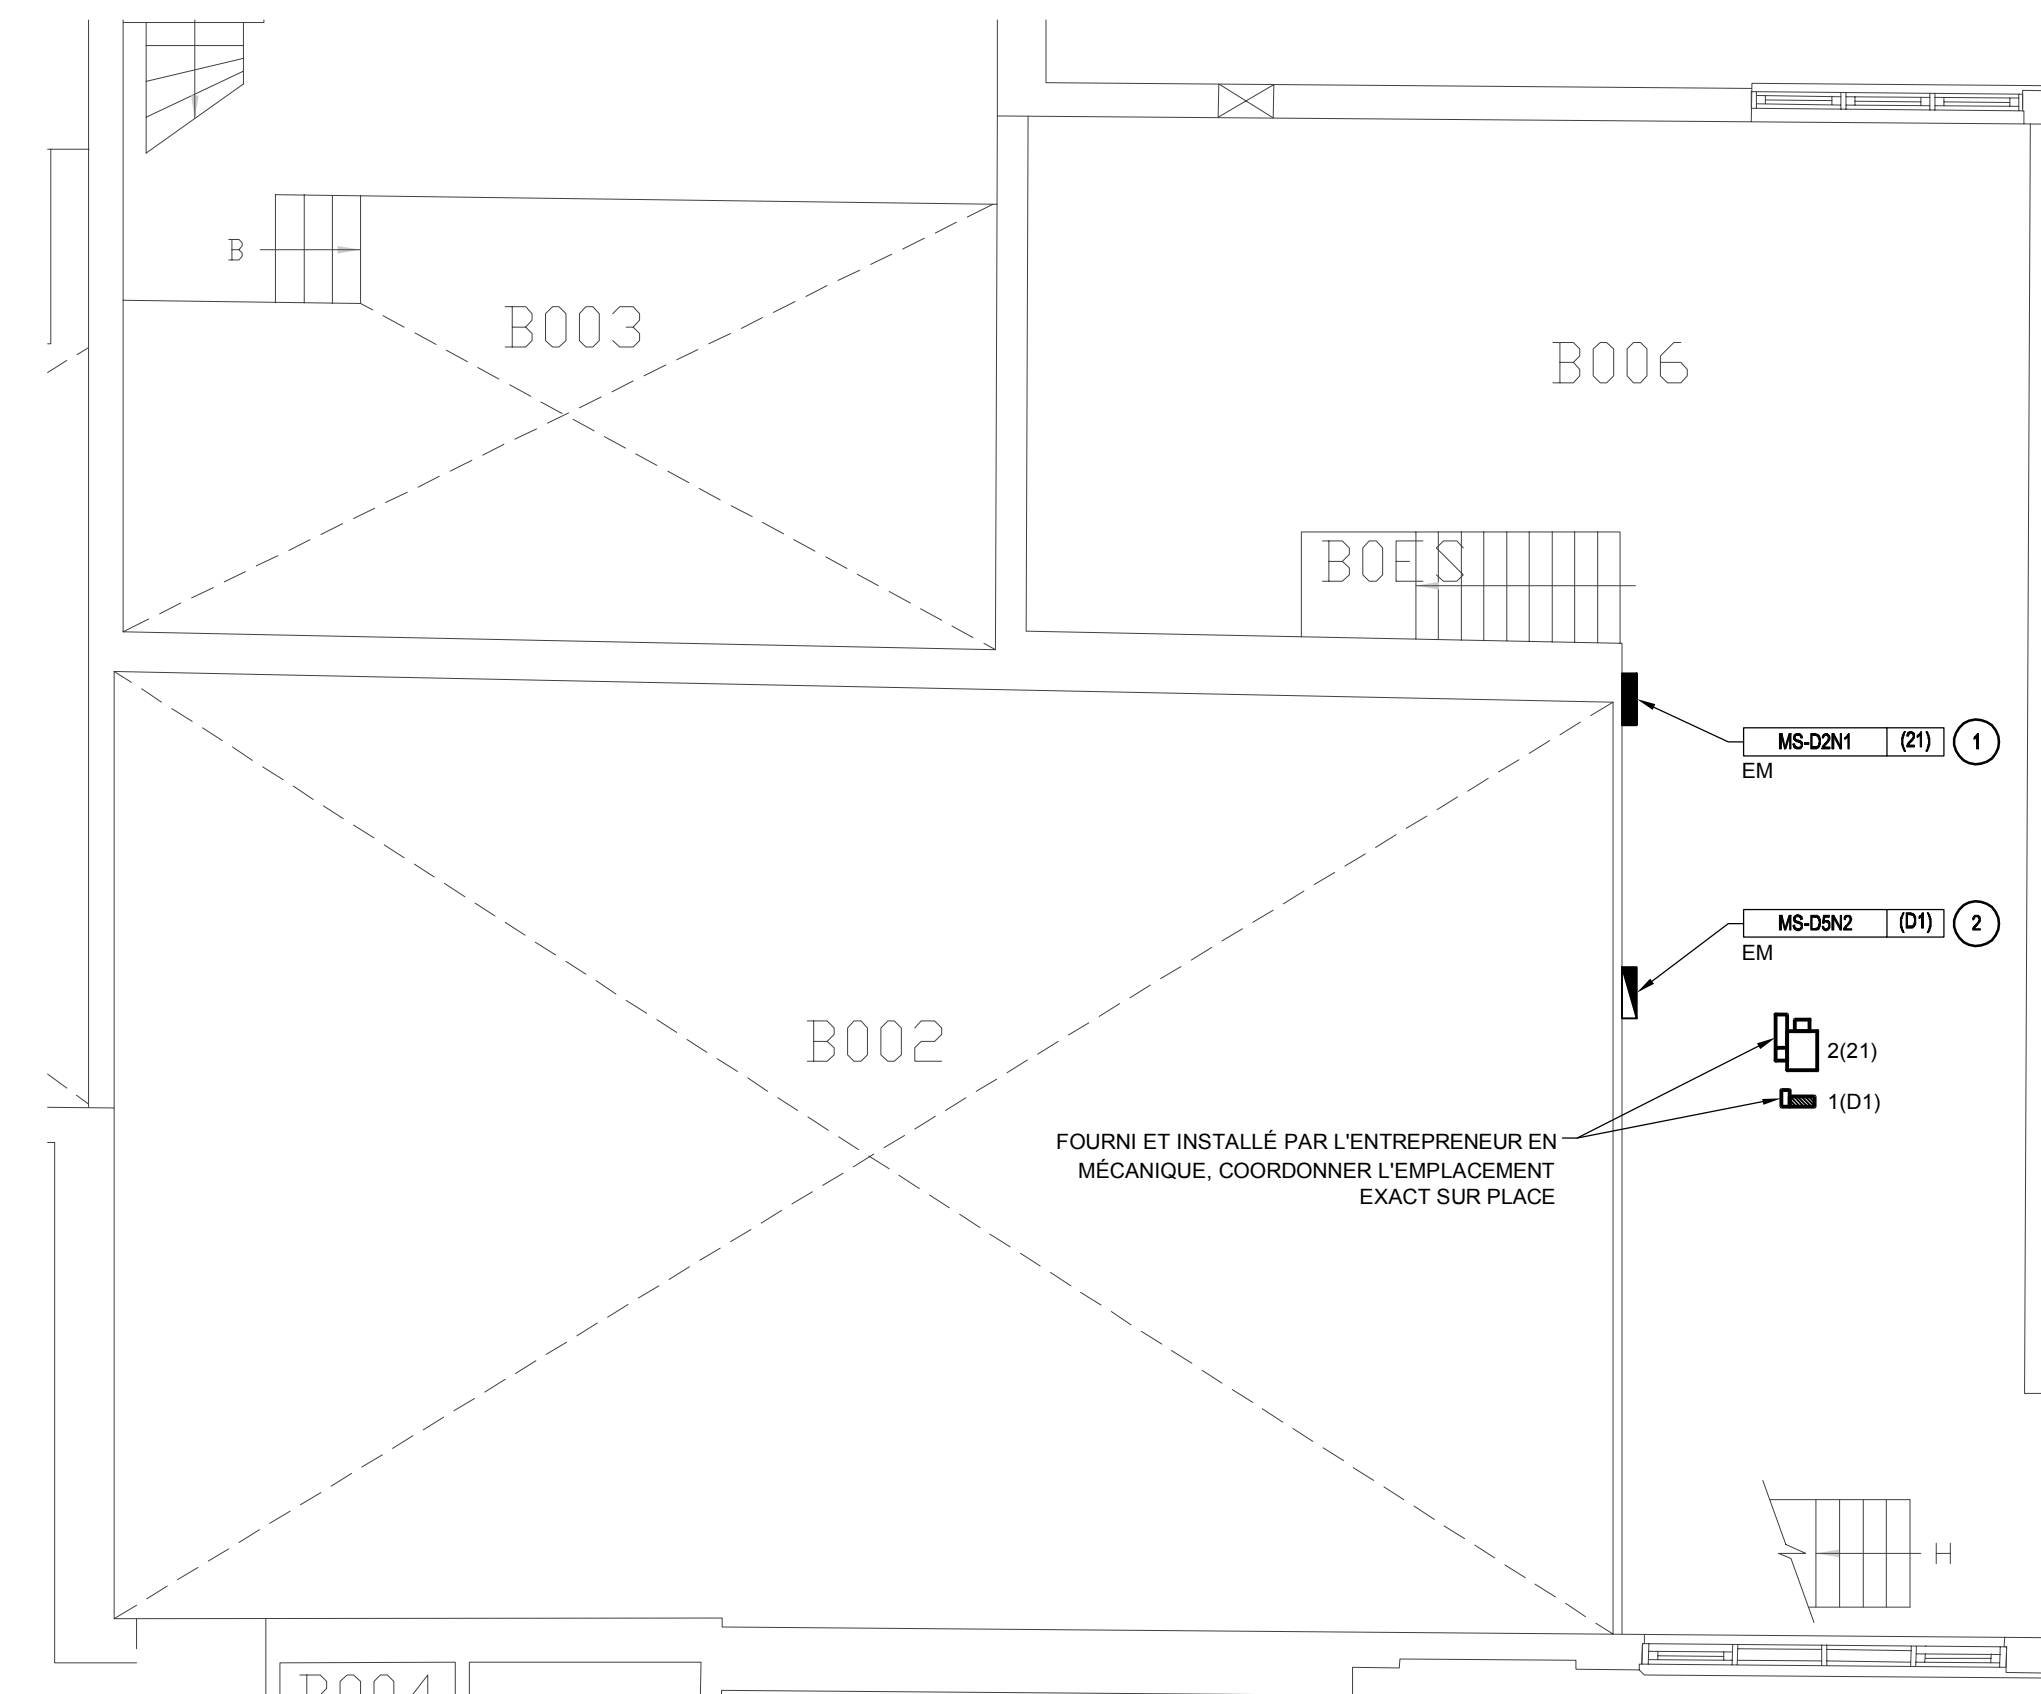 B
B003
B006
B0ES
MS-D2N1 (21) 1
EM
MS-D5N2 (D1) 2
EM
B002
2(21)
1(D1)
FOURNI ET INSTALLÉ PAR L'ENTREPRENEUR EN
MÉCANIQUE, COORDONNER L'EMPLACEMENT
EXACT SUR PLACE
H
B004